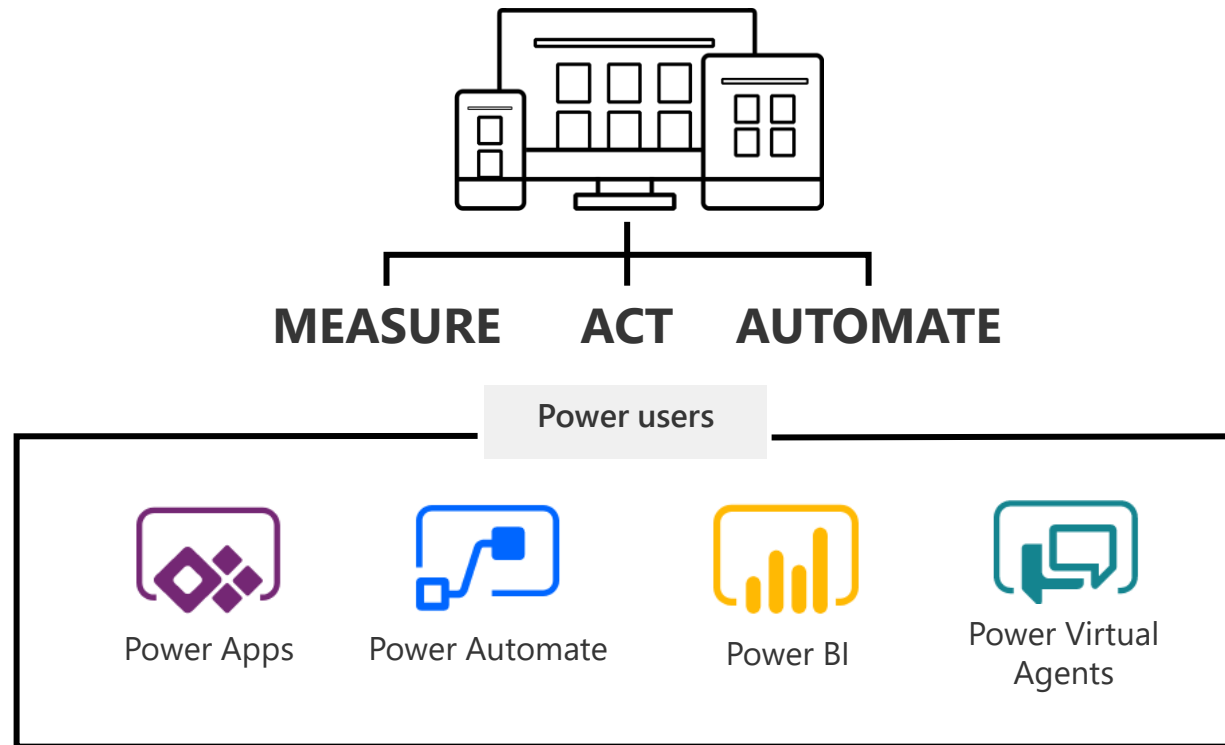 MEASURE ACT AUTOMATE
Power users
Power Apps
Power Automate
Power BI
Power Virtual
Agents